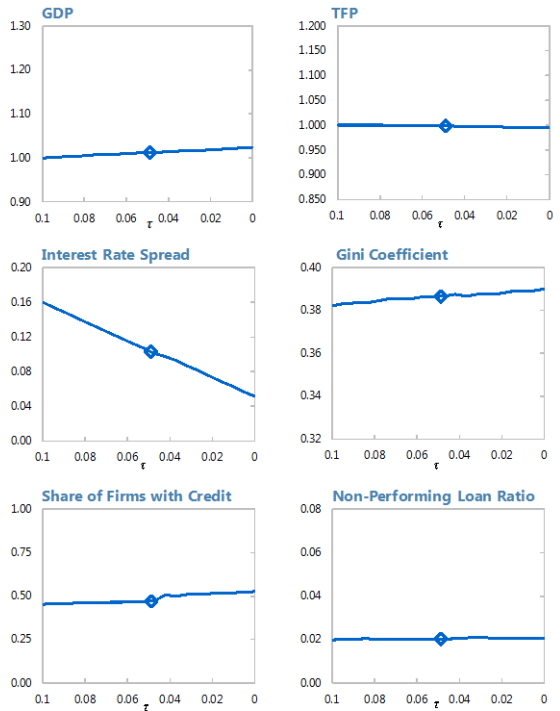 GDP
1.30
1.20
1.10
1.00
0.90
0.1 0.08 0.06 0.04 0.02 0
τ
TFP
1.200
1.150
1.100
1.050
1.000
0.950
0.900
0.850
0.1 0.08 0.06 0.04 0.02 0
τ
Interest Rate Spread
0.20
0.16
0.12
0.08
0.04
0.00
0.1 0.08 0.06 0.04 0.02 0
τ
Gini Coefficient
0.40
0.38
0.36
0.34
0.32
0.1 0.08 0.06 0.04 0.02 0
τ
Share of Firms with Credit
1.00
0.75
0.50
0.25
0.00
0.1 0.08 0.06 0.04 0.02 0
τ
Non-Performing Loan Ratio
0.08
0.06
0.04
0.02
0.00
0.1 0.08 0.06 0.04 0.02 0
τ